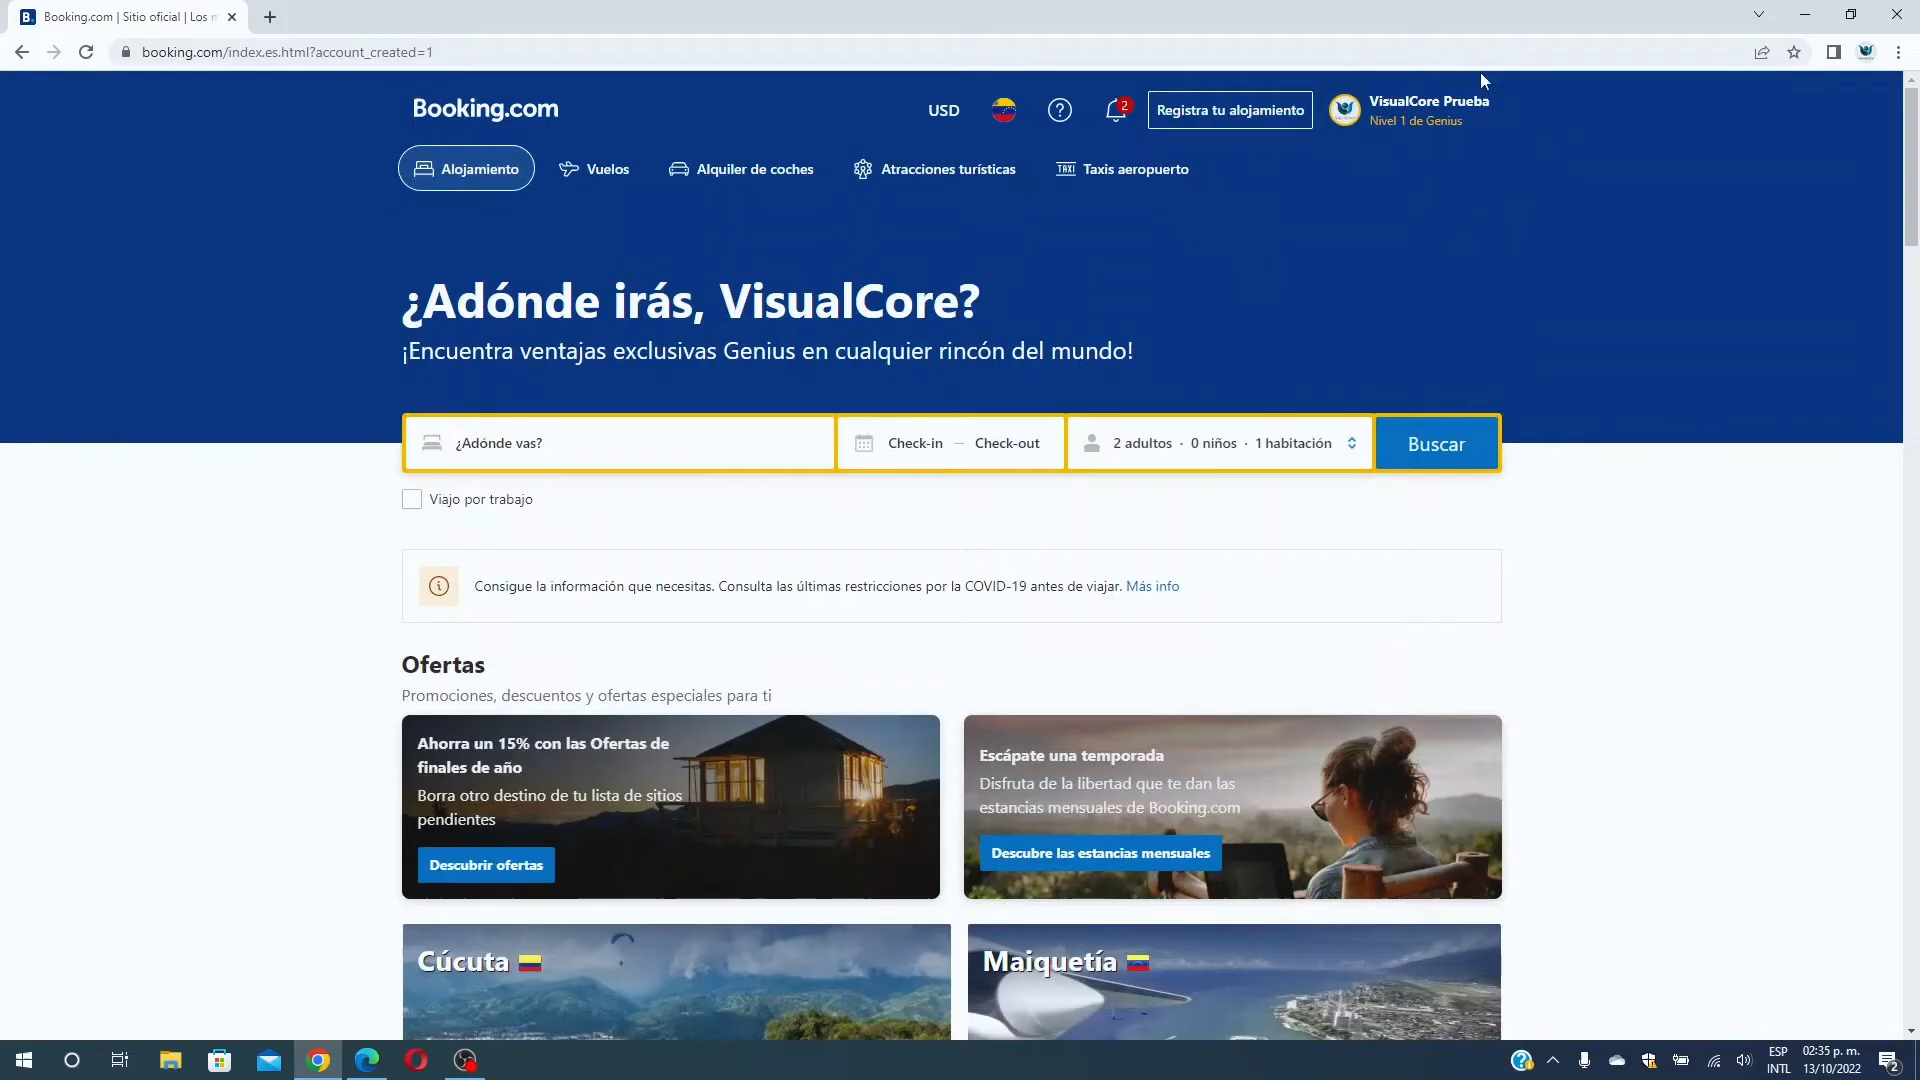 Booking.com | Sitio oficial | Los
booking.com/index.es.html?account_created=1
Booking.com
USD
2
Registra tu alojamiento
VisualCore Prueba
Nivel 1 de Genius
Alojamiento
Vuelos
Alquiler de coches
Atracciones turísticas
TAXI
Taxis aeropuerto
¿Adónde irás, VisualCore?
¡Encuentra ventajas exclusivas Genius en cualquier rincón del mundo!
¿Adónde vas?
Check-in — Check-out
2 adultos · 0 niños · 1 habitación
Buscar
Viajo por trabajo
Consigue la información que necesitas. Consulta las últimas restricciones por la COVID-19 antes de viajar. Más info
Ofertas
Promociones, descuentos y ofertas especiales para ti
Ahorra un 15% con las Ofertas de
finales de año
Borra otro destino de tu lista de sitios
pendientes
Descubrir ofertas
Escápate una temporada
Disfruta de la libertad que te dan las
estancias mensuales de Booking.com
Descubre las estancias mensuales
Cúcuta
Maiquetía
ESP
INTL
02:35 p. m.
13/10/2022
2